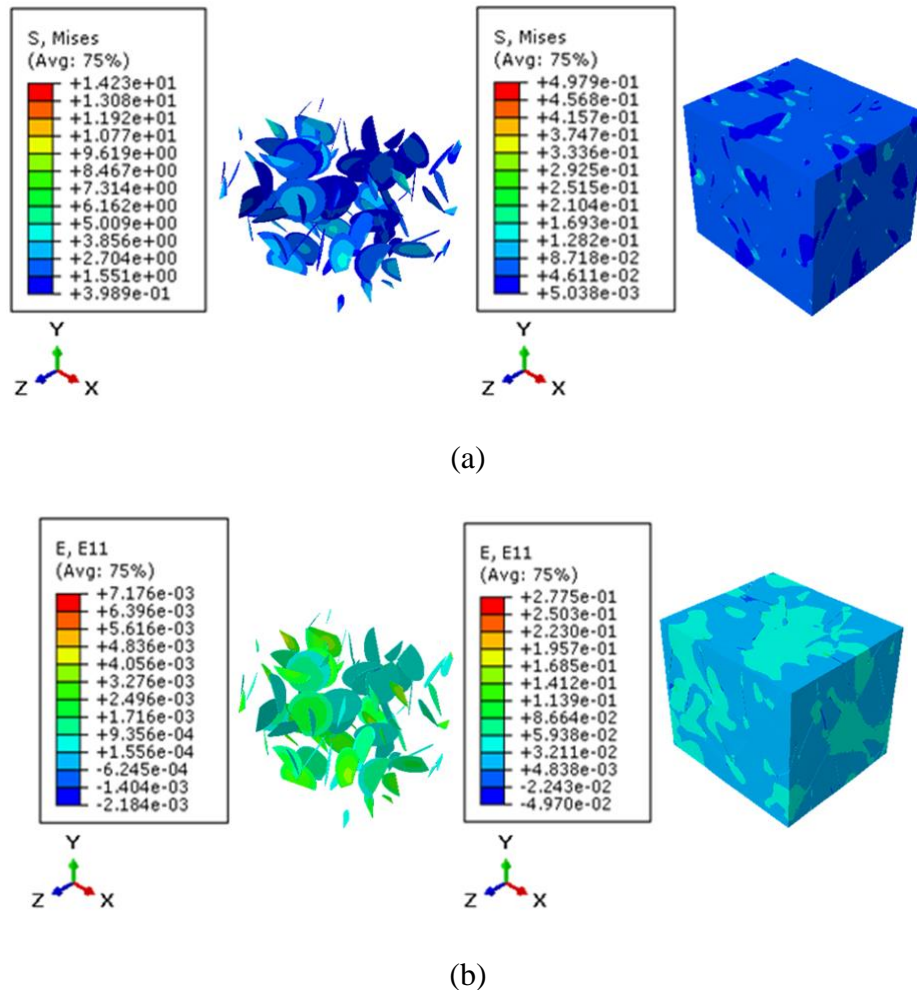 S, Mises
(Avg: 75%)
+1.423e+01
+1.308e+01
+1.192e+01
+1.077e+01
+9.619e+00
+8.467e+00
+7.314e+00
+6.162e+00
+5.009e+00
+3.856e+00
+2.704e+00
+1.551e+00
+3.989e-01
Y
Z
X
S, Mises
(Avg: 75%)
+4.979e-01
+4.568e-01
+4.157e-01
+3.747e-01
+3.336e-01
+2.925e-01
+2.515e-01
+2.104e-01
+1.693e-01
+1.282e-01
+8.718e-02
+4.611e-02
+5.038e-03
Y
Z
X
(a)
E, E11
(Avg: 75%)
+7.176e-03
+6.396e-03
+5.616e-03
+4.836e-03
+4.056e-03
+3.276e-03
+2.496e-03
+1.716e-03
+9.356e-04
+1.556e-04
-6.245e-04
-1.404e-03
-2.184e-03
Y
Z
X
E, E11
(Avg: 75%)
+2.775e-01
+2.503e-01
+2.230e-01
+1.957e-01
+1.685e-01
+1.412e-01
+1.139e-01
+8.664e-02
+5.938e-02
+3.211e-02
+4.838e-03
-2.243e-02
-4.970e-02
Y
Z
X
(b)